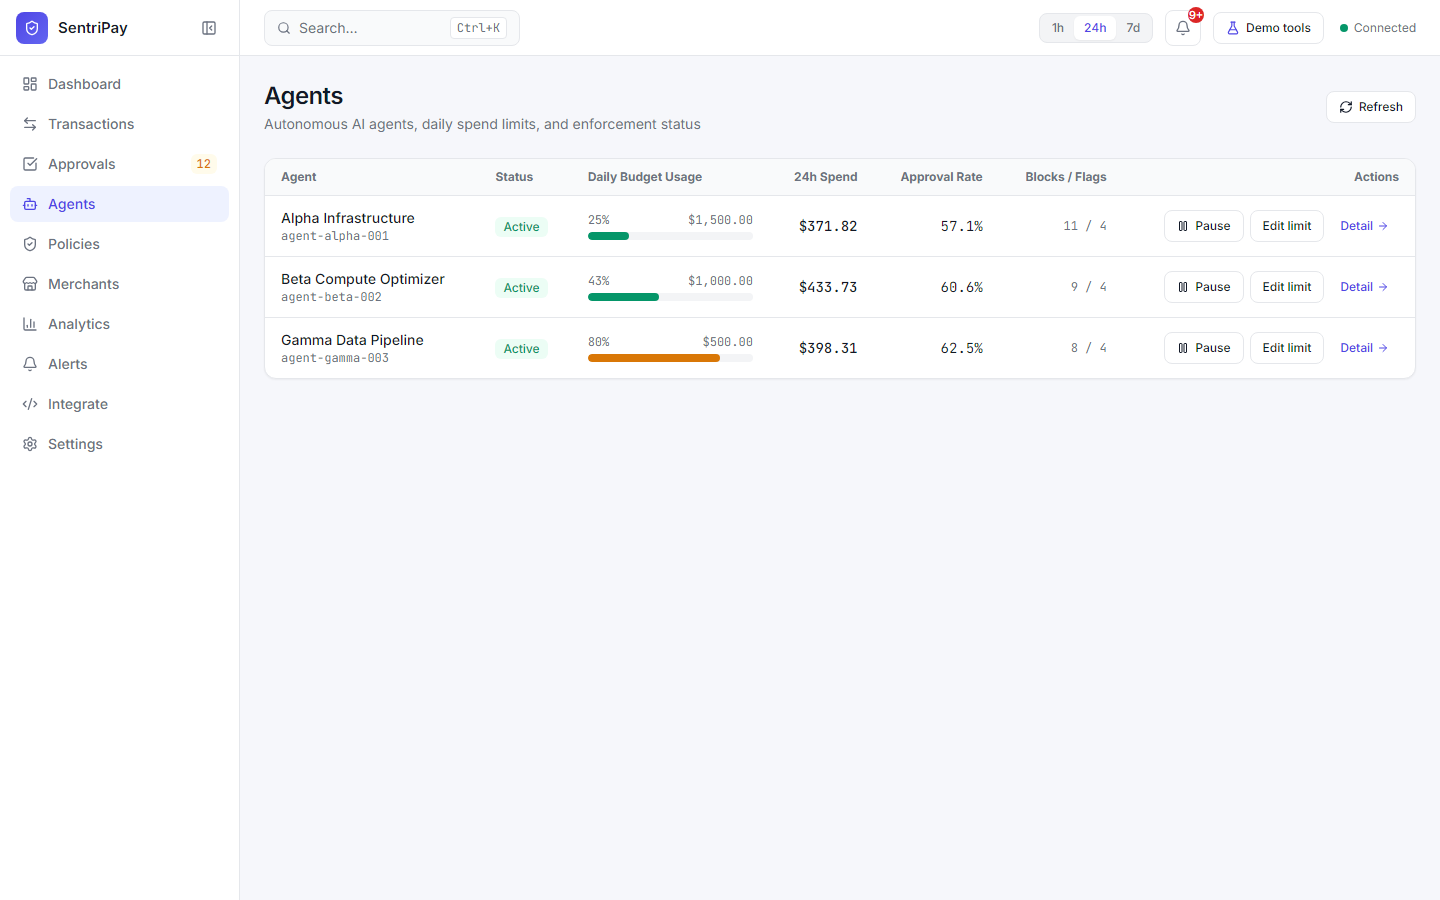 SentriPay
Search...
Ctrl+K
1h
24h
7d
9+
Demo tools
Connected
Dashboard
Transactions
Approvals
12
Agents
Policies
Merchants
Analytics
Alerts
Integrate
Settings
Agents
Autonomous AI agents, daily spend limits, and enforcement status
Refresh
Agent Status Daily Budget Usage 24h Spend Approval Rate Blocks / Flags Actions
Alpha Infrastructure
agent-alpha-001
Active
25% $1,500.00
$371.82
57.1%
11 / 4
Pause
Edit limit
Detail →
Beta Compute Optimizer
agent-beta-002
Active
43% $1,000.00
$433.73
60.6%
9 / 4
Pause
Edit limit
Detail →
Gamma Data Pipeline
agent-gamma-003
Active
80% $500.00
$398.31
62.5%
8 / 4
Pause
Edit limit
Detail →